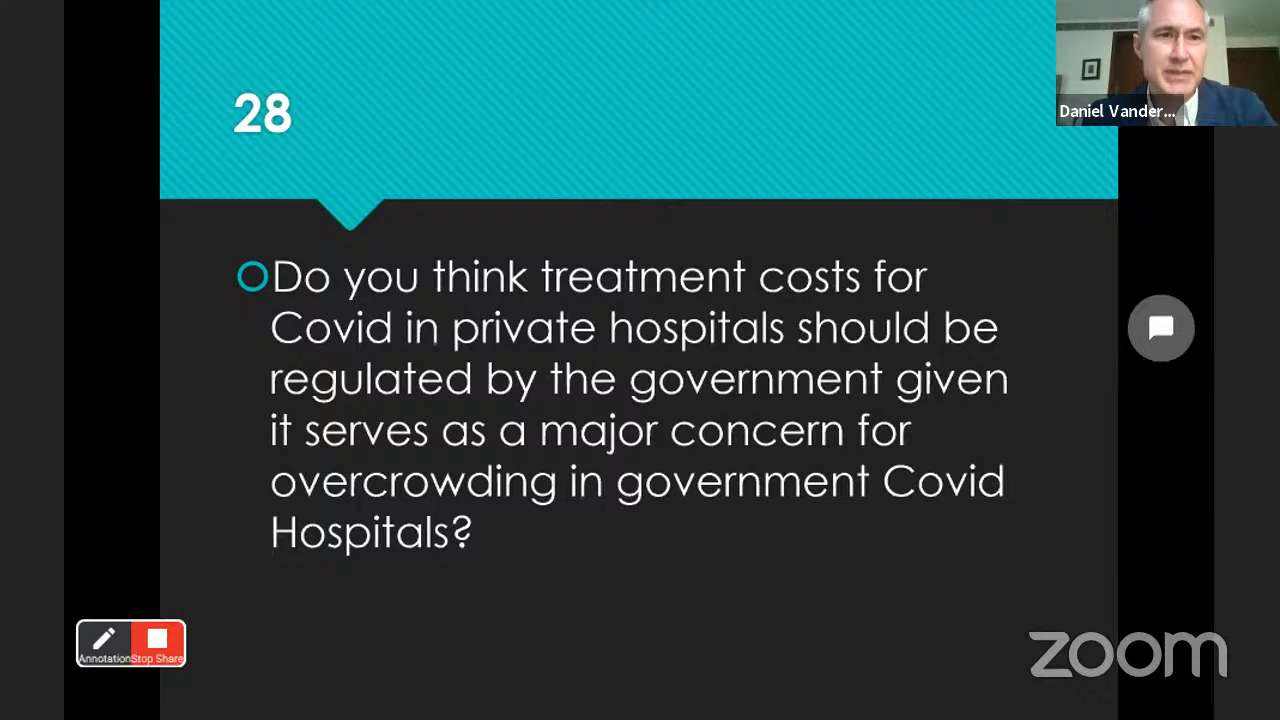 Daniel Vander...
28
Do you think treatment costs for
Covid in private hospitals should be
regulated by the government given
it serves as a major concern for
overcrowding in government Covid
Hospitals?
Annotation Stop Share
zoom